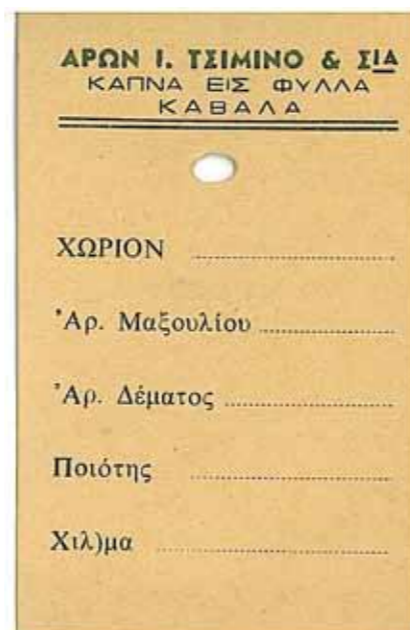 ΑΡΩΝ Ι. ΤΣΙΜΙΝΟ & ΣΙΑ
ΚΑΠΝΑ ΕΙΣ ΦΥΛΛΑ
ΚΑΒΑΛΑ
ΧΩΡΙΟΝ
Ἀρ. Μαξουλίου
Ἀρ. Δέματος
Ποιότης
Χιλ)μα